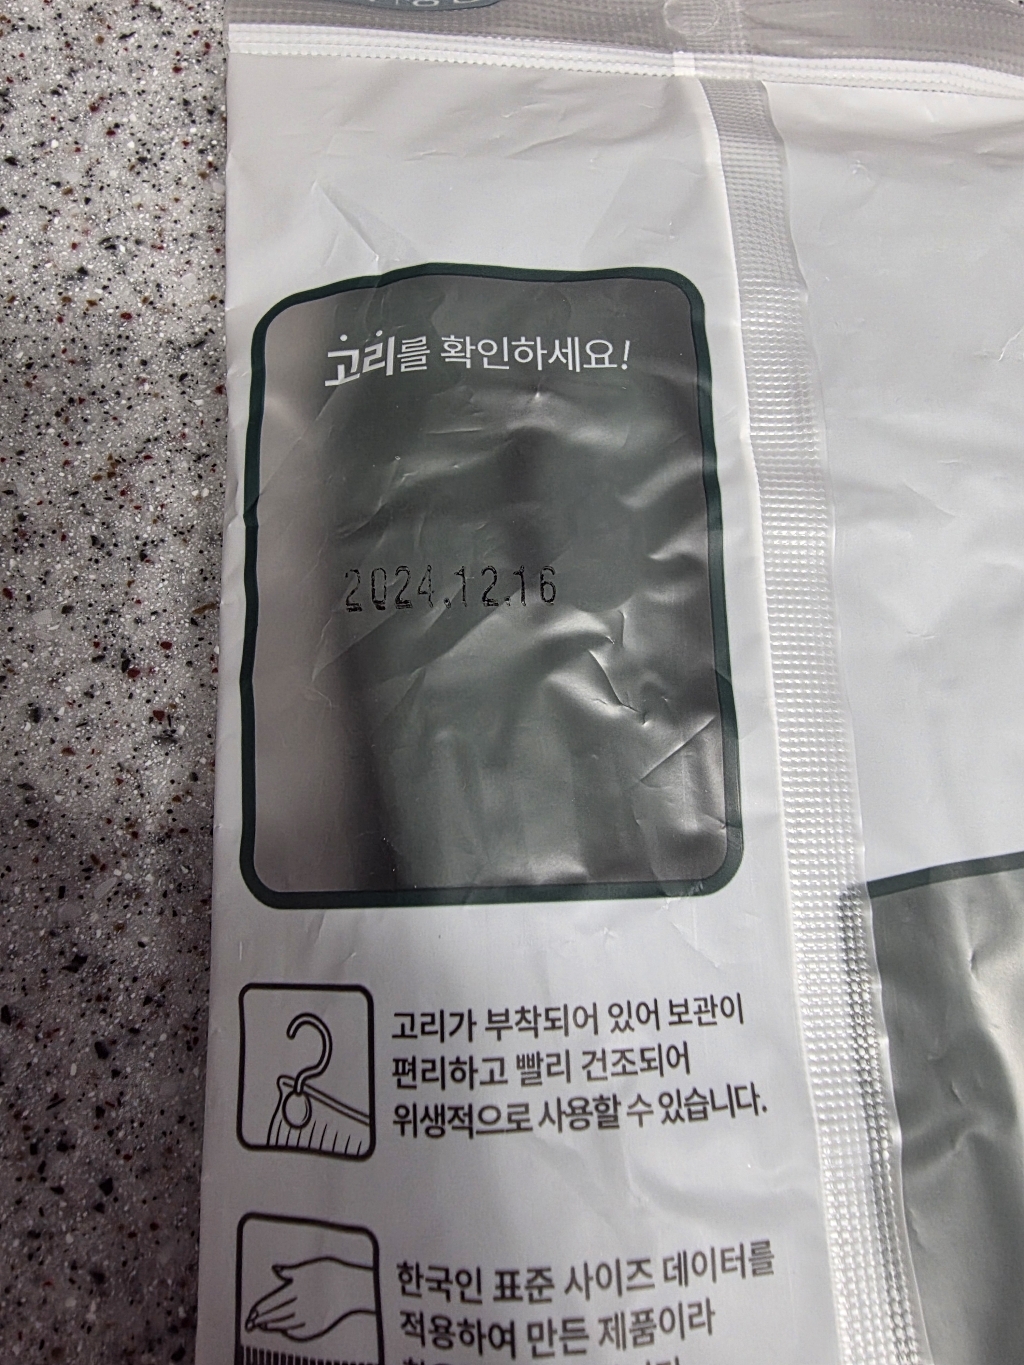 고리를 확인하세요!
2024.12.16
고리가 부착되어 있어 보관이
편리하고 빨리 건조되어
위생적으로 사용할 수 있습니다.
한국인 표준 사이즈 데이터를
적용하여 만든 제품이라